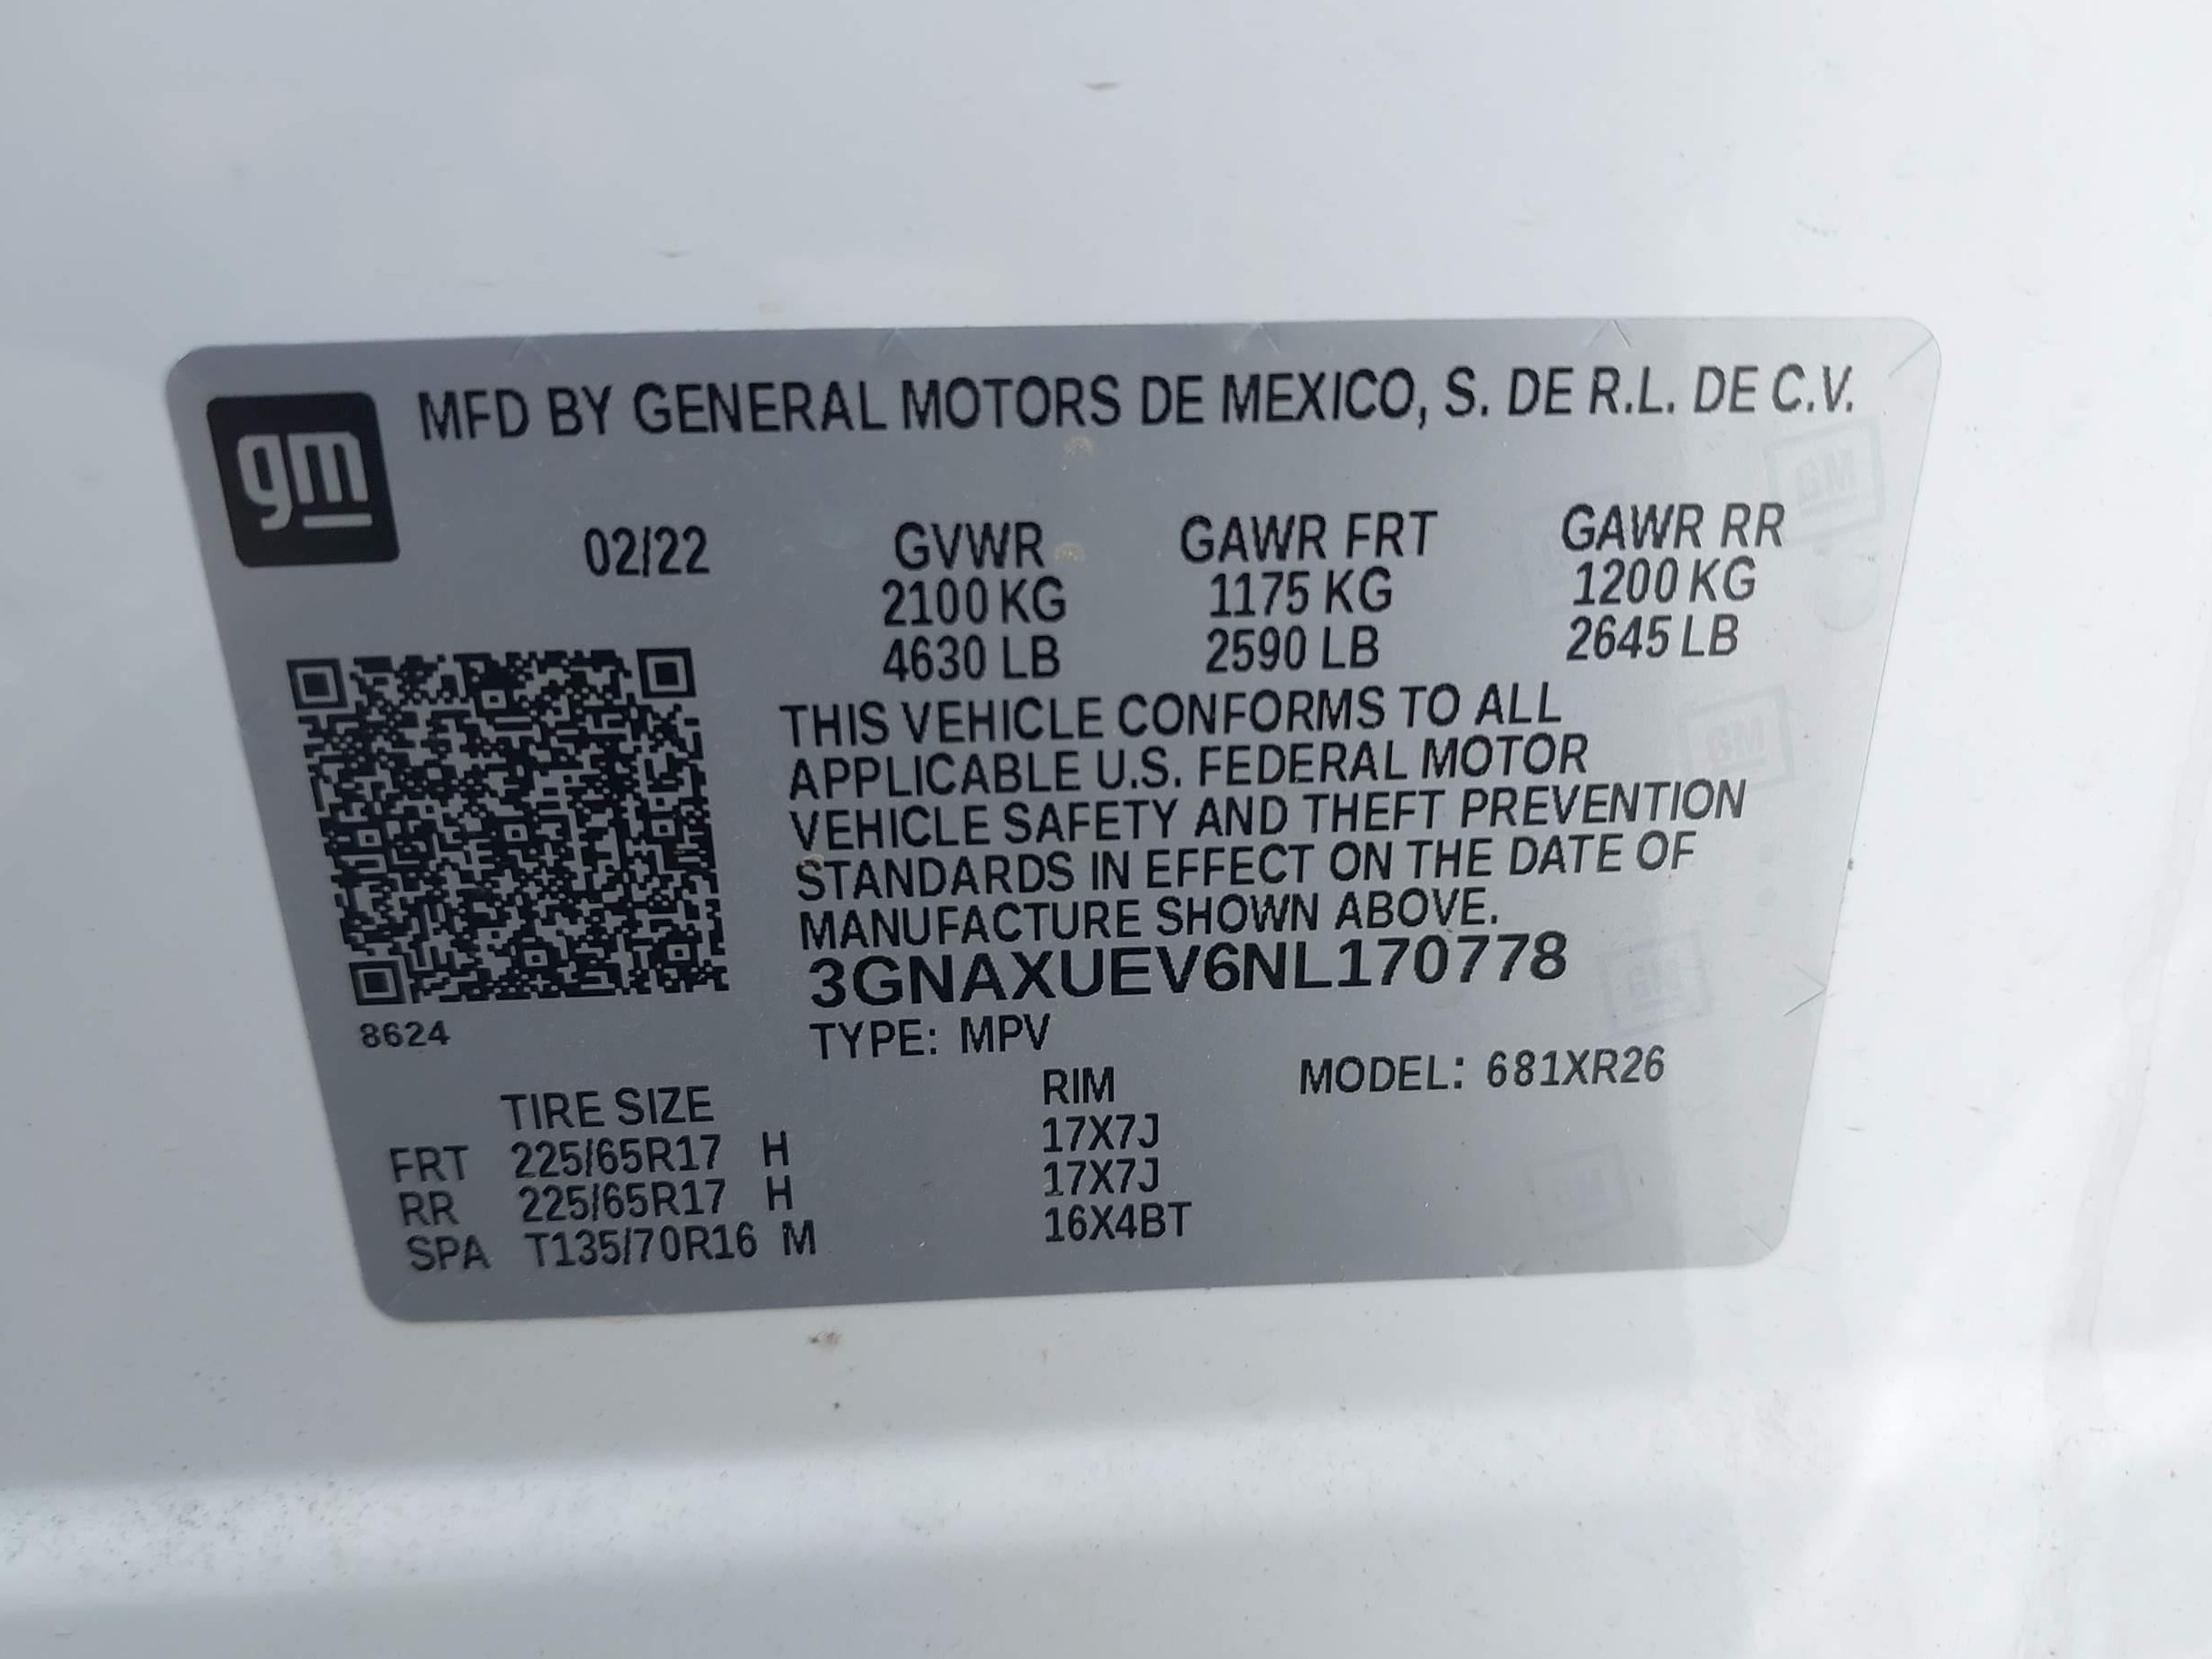 gm
MFD BY GENERAL MOTORS DE MEXICO, S. DE R.L. DE C.V.
02/22 GVWR GAWR FRT GAWR RR
2100 KG 1175 KG 1200 KG
4630 LB 2590 LB 2645 LB
THIS VEHICLE CONFORMS TO ALL
APPLICABLE U.S. FEDERAL MOTOR
VEHICLE SAFETY AND THEFT PREVENTION
STANDARDS IN EFFECT ON THE DATE OF
MANUFACTURE SHOWN ABOVE.
3GNAXUEV6NL170778
8624
TYPE: MPV
MODEL: 681XR26
TIRE SIZE RIM
FRT 225/65R17 H 17X7J
RR 225/65R17 H 17X7J
SPA T135/70R16 M 16X4BT